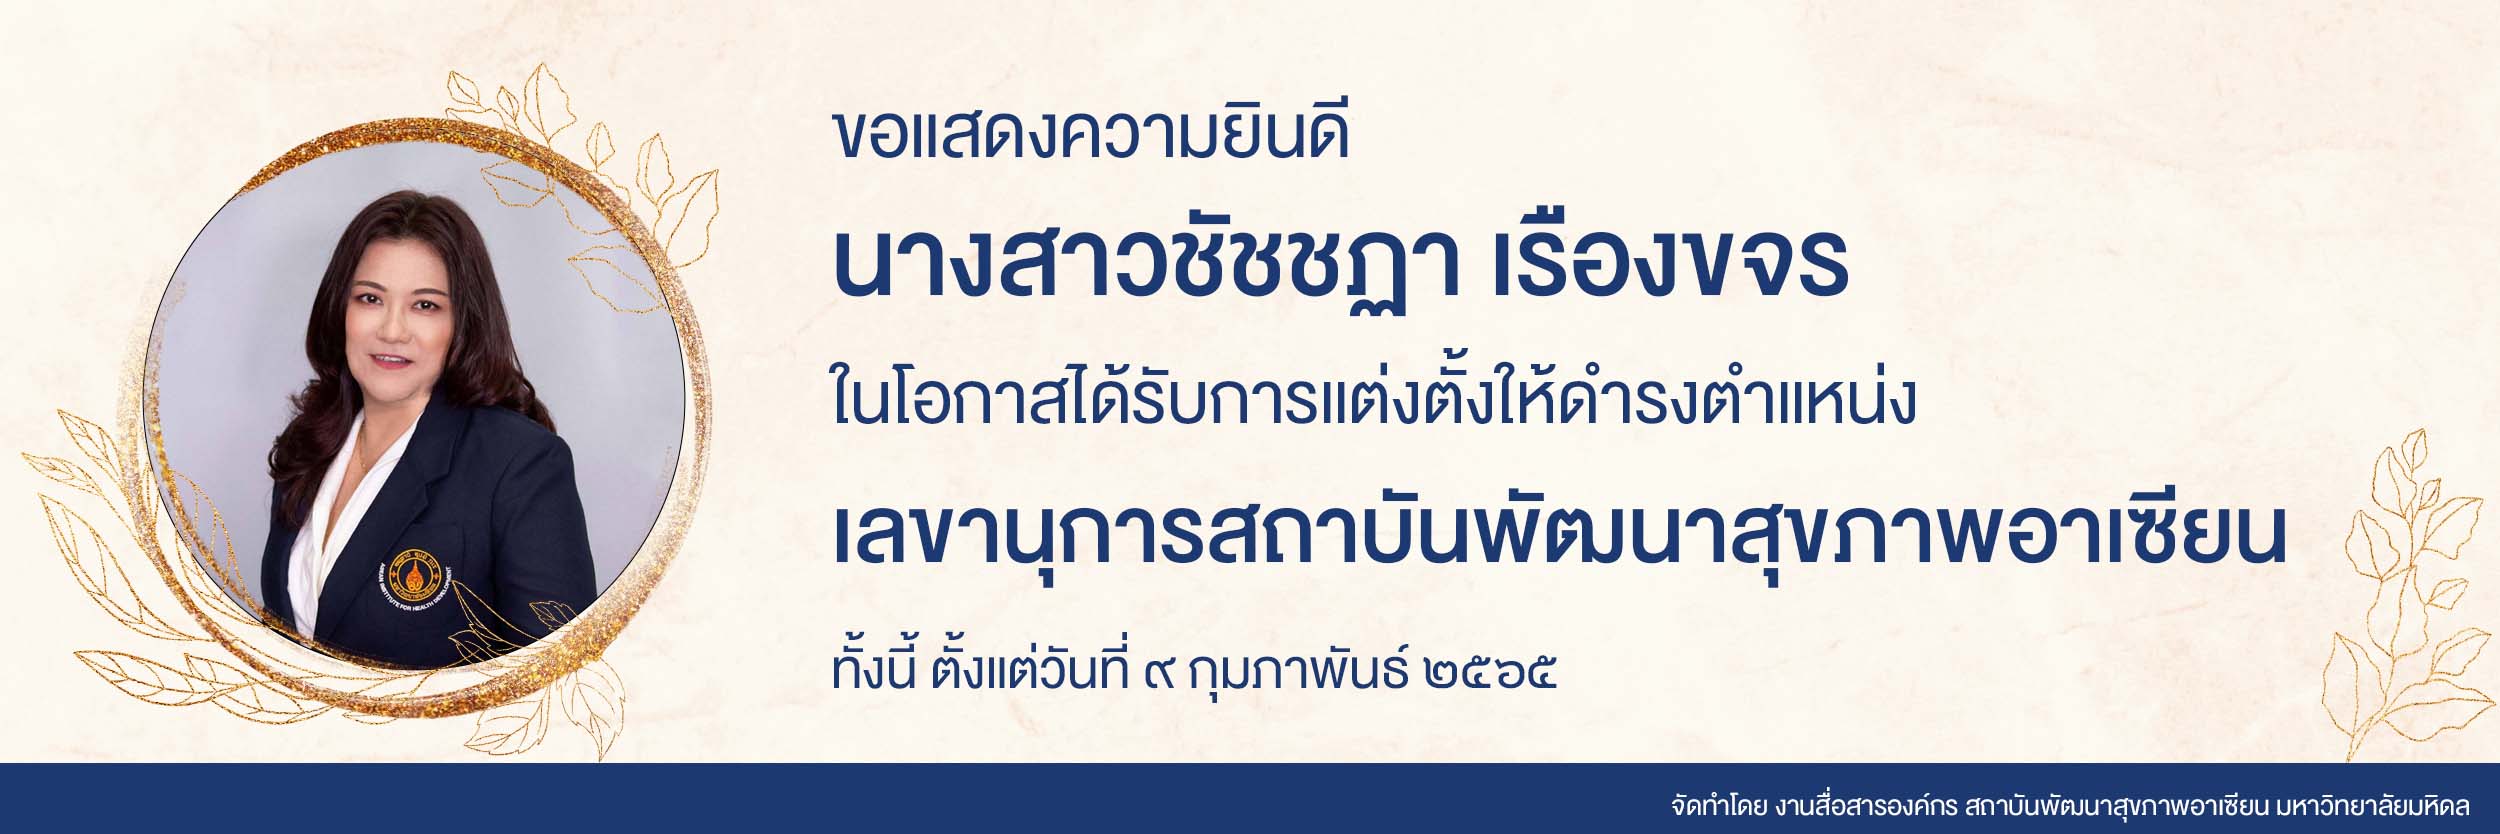 ขอแสดงความยินดี
นางสาวชัชชฎา เรืองขจร
ในโอกาสได้รับการแต่งตั้งให้ดำรงตำแหน่ง
เลขานุการสถาบันพัฒนาสุขภาพอาเซียน
ทั้งนี้ ตั้งแต่วันที่ ๙ กุมภาพันธ์ ๒๕๖๕
ASEAN INSTITUTE FOR HEALTH DEVELOPMENT
จัดทำโดย งานสื่อสารองค์กร สถาบันพัฒนาสุขภาพอาเซียน มหาวิทยาลัยมหิดล